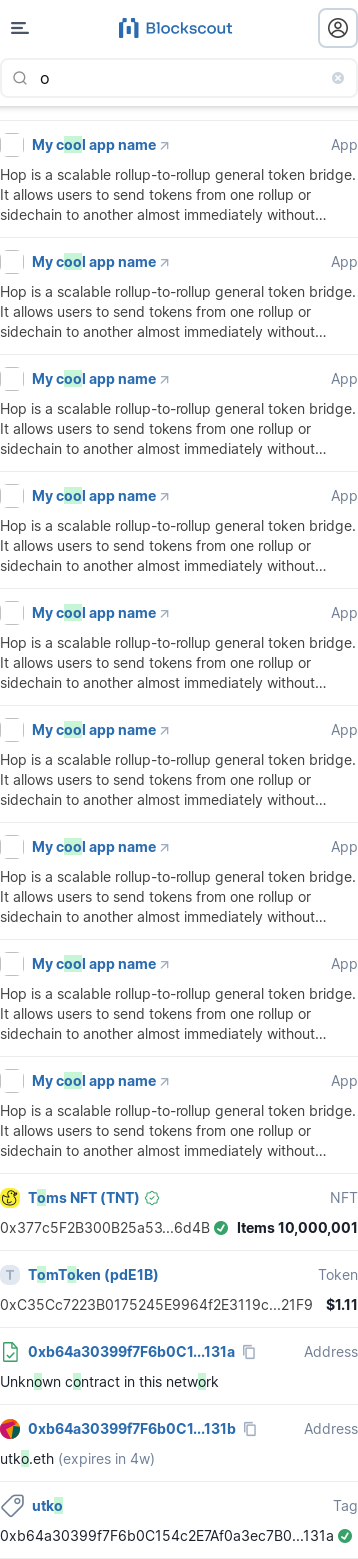 Blockscout
o
My cool app name App
Hop is a scalable rollup-to-rollup general token bridge.
It allows users to send tokens from one rollup or
sidechain to another almost immediately without...
My cool app name App
Hop is a scalable rollup-to-rollup general token bridge.
It allows users to send tokens from one rollup or
sidechain to another almost immediately without...
My cool app name App
Hop is a scalable rollup-to-rollup general token bridge.
It allows users to send tokens from one rollup or
sidechain to another almost immediately without...
My cool app name App
Hop is a scalable rollup-to-rollup general token bridge.
It allows users to send tokens from one rollup or
sidechain to another almost immediately without...
My cool app name App
Hop is a scalable rollup-to-rollup general token bridge.
It allows users to send tokens from one rollup or
sidechain to another almost immediately without...
My cool app name App
Hop is a scalable rollup-to-rollup general token bridge.
It allows users to send tokens from one rollup or
sidechain to another almost immediately without...
My cool app name App
Hop is a scalable rollup-to-rollup general token bridge.
It allows users to send tokens from one rollup or
sidechain to another almost immediately without...
My cool app name App
Hop is a scalable rollup-to-rollup general token bridge.
It allows users to send tokens from one rollup or
sidechain to another almost immediately without...
My cool app name App
Hop is a scalable rollup-to-rollup general token bridge.
It allows users to send tokens from one rollup or
sidechain to another almost immediately without...
Toms NFT (TNT) NFT
0x377c5F2B300B25a53...6d4B Items 10,000,001
T TomToken (pdE1B) Token
0xC35Cc7223B0175245E9964f2E3119c...21F9 $1.11
0xb64a30399f7F6b0C1...131a Address
Unknown contract in this network
0xb64a30399f7F6b0C1...131b Address
utko.eth (expires in 4w)
utko Tag
0xb64a30399f7F6b0C154c2E7Af0a3ec7B0...131a